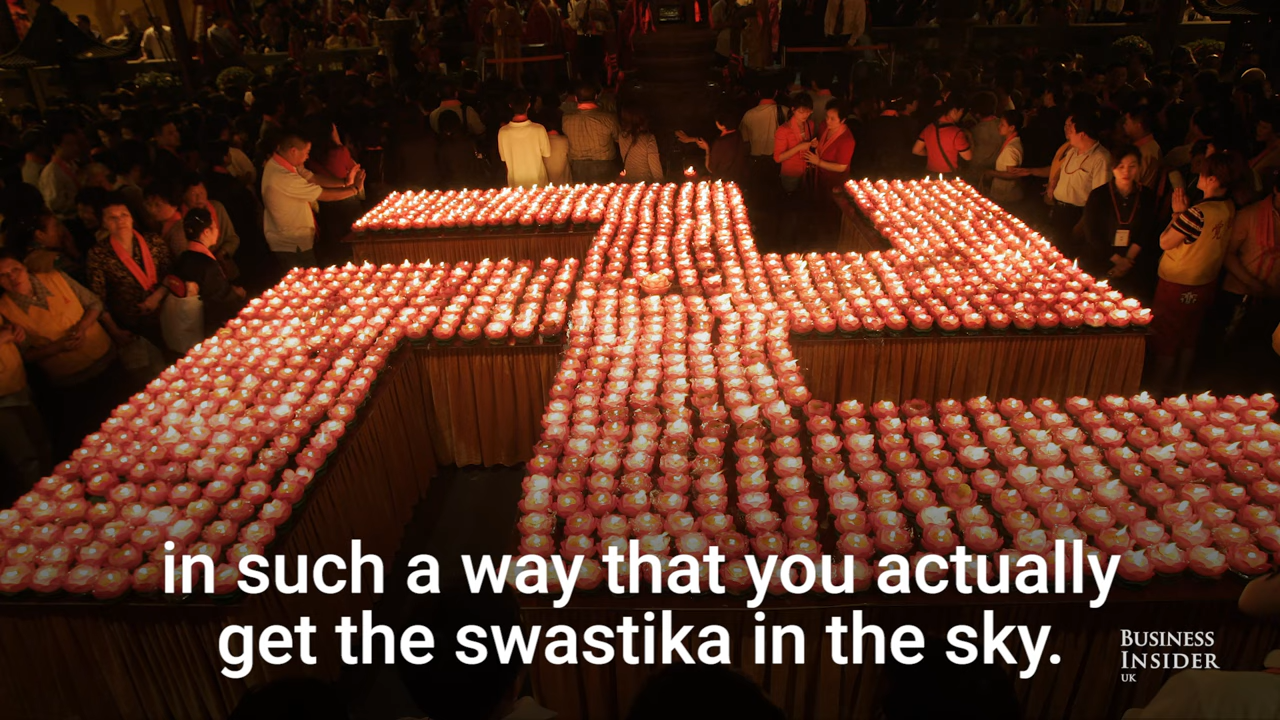 in such a way that you actually
get the swastika in the sky.
BUSINESS
INSIDER
UK